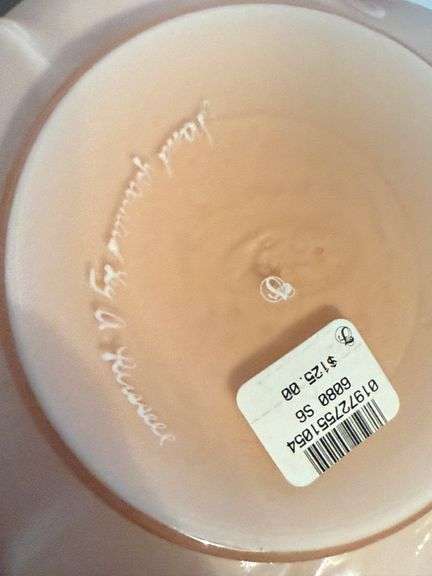 Hand painted by A
F
F
$125.00
6080 S6
019727551054